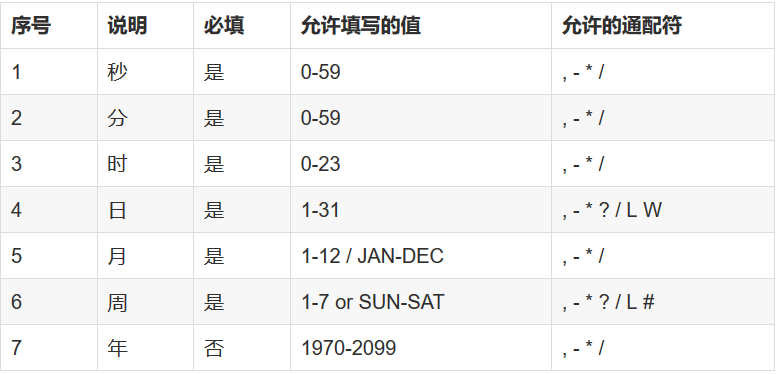 序号 说明 必填 允许填写的值 允许的通配符
1 秒 是 0-59 , - * /
2 分 是 0-59 , - * /
3 时 是 0-23 , - * /
4 日 是 1-31 , - * ? / L W
5 月 是 1-12 / JAN-DEC , - * /
6 周 是 1-7 or SUN-SAT , - * ? / L #
7 年 否 1970-2099 , - * /